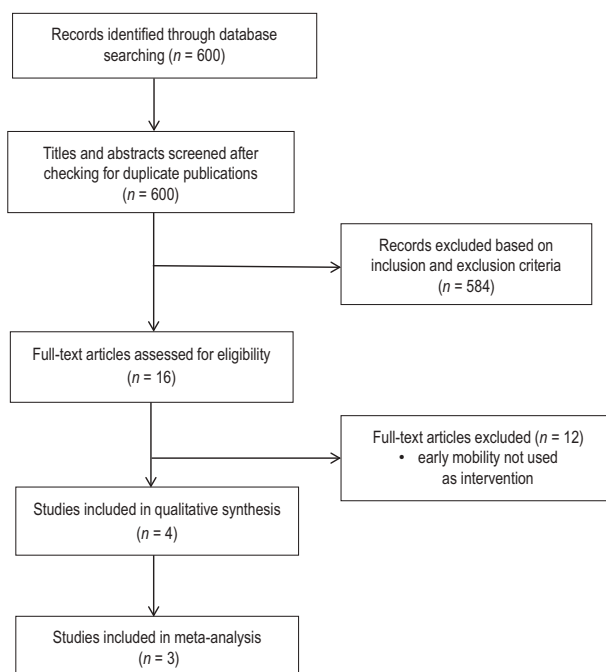 Records identified through database
searching (n = 600)
Titles and abstracts screened after
checking for duplicate publications
(n = 600)
Records excluded based on
inclusion and exclusion criteria
(n = 584)
Full-text articles assessed for eligibility
(n = 16)
Full-text articles excluded (n = 12)
• early mobility not used
as intervention
Studies included in qualitative synthesis
(n = 4)
Studies included in meta-analysis
(n = 3)